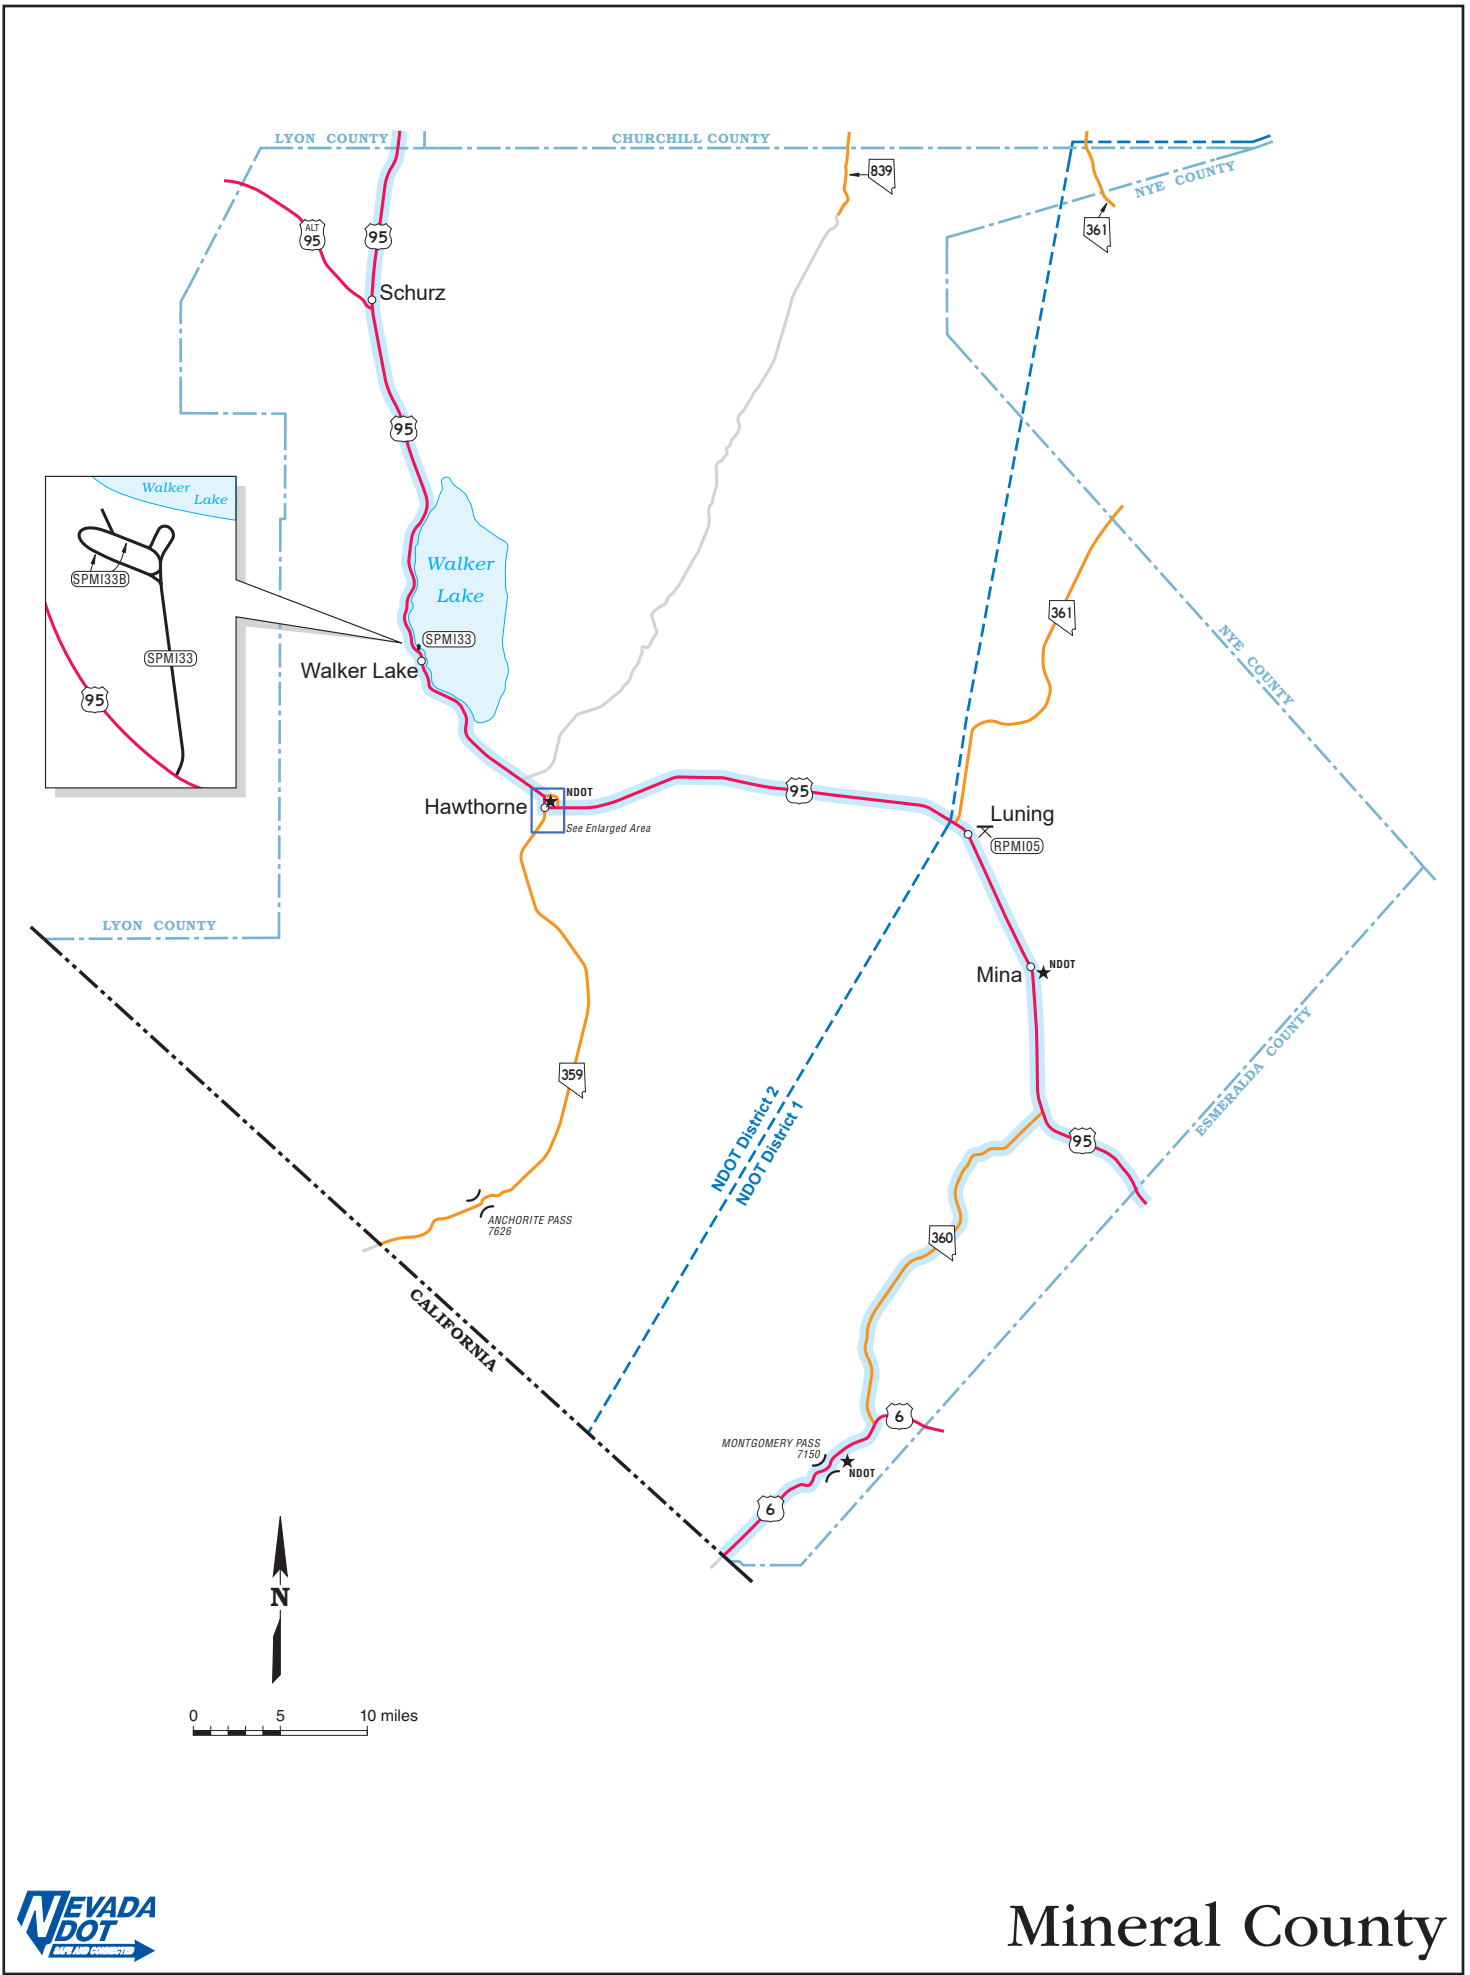 LYON COUNTY
CHURCHILL COUNTY
839
NYE COUNTY
361
ALT
95
95
Schurz
95
Walker
Lake
SPMI33B
SPMI33
95
Walker
Lake
SPMI33
Walker Lake
361
NYE COUNTY
NDOT
Hawthorne
See Enlarged Area
95
Luning
RPMI05
LYON COUNTY
Mina
NDOT
359
NDOT District 2
NDOT District 1
ESMERALDA COUNTY
95
ANCHORITE PASS
7626
360
CALIFORNIA
6
MONTGOMERY PASS
7150
NDOT
6
N
0 5 10 miles
NEVADA
DOT
SAFE AND CONNECTED
Mineral County